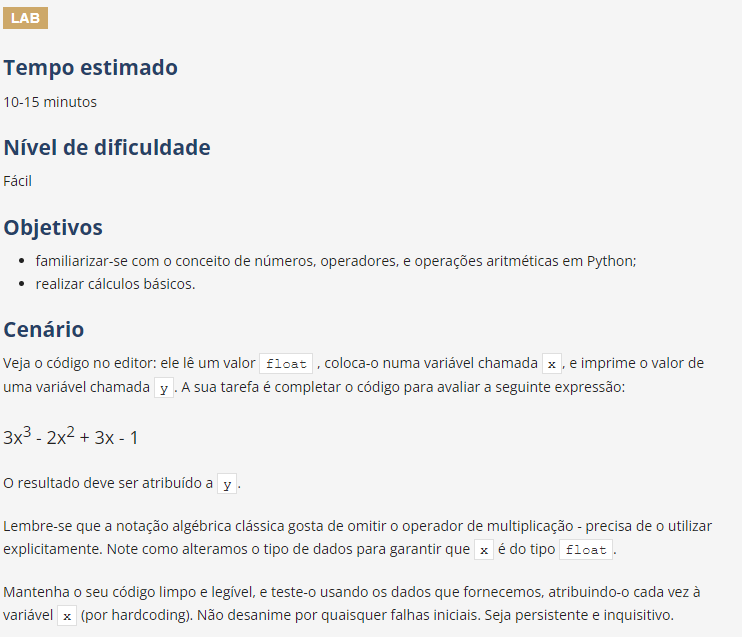 LAB
Tempo estimado
10-15 minutos
Nível de dificuldade
Fácil
Objetivos
• familiarizar-se com o conceito de números, operadores, e operações aritméticas em Python;
• realizar cálculos básicos.
Cenário
Veja o código no editor: ele lê um valor float , coloca-o numa variável chamada x, e imprime o valor de
uma variável chamada y. A sua tarefa é completar o código para avaliar a seguinte expressão:
3x³ - 2x² + 3x - 1
O resultado deve ser atribuído a y.
Lembre-se que a notação algébrica clássica gosta de omitir o operador de multiplicação - precisa de o utilizar
explicitamente. Note como alteramos o tipo de dados para garantir que x é do tipo float.
Mantenha o seu código limpo e legível, e teste-o usando os dados que fornecemos, atribuindo-o cada vez à
variável x (por hardcoding). Não desanime por quaisquer falhas iniciais. Seja persistente e inquisitivo.